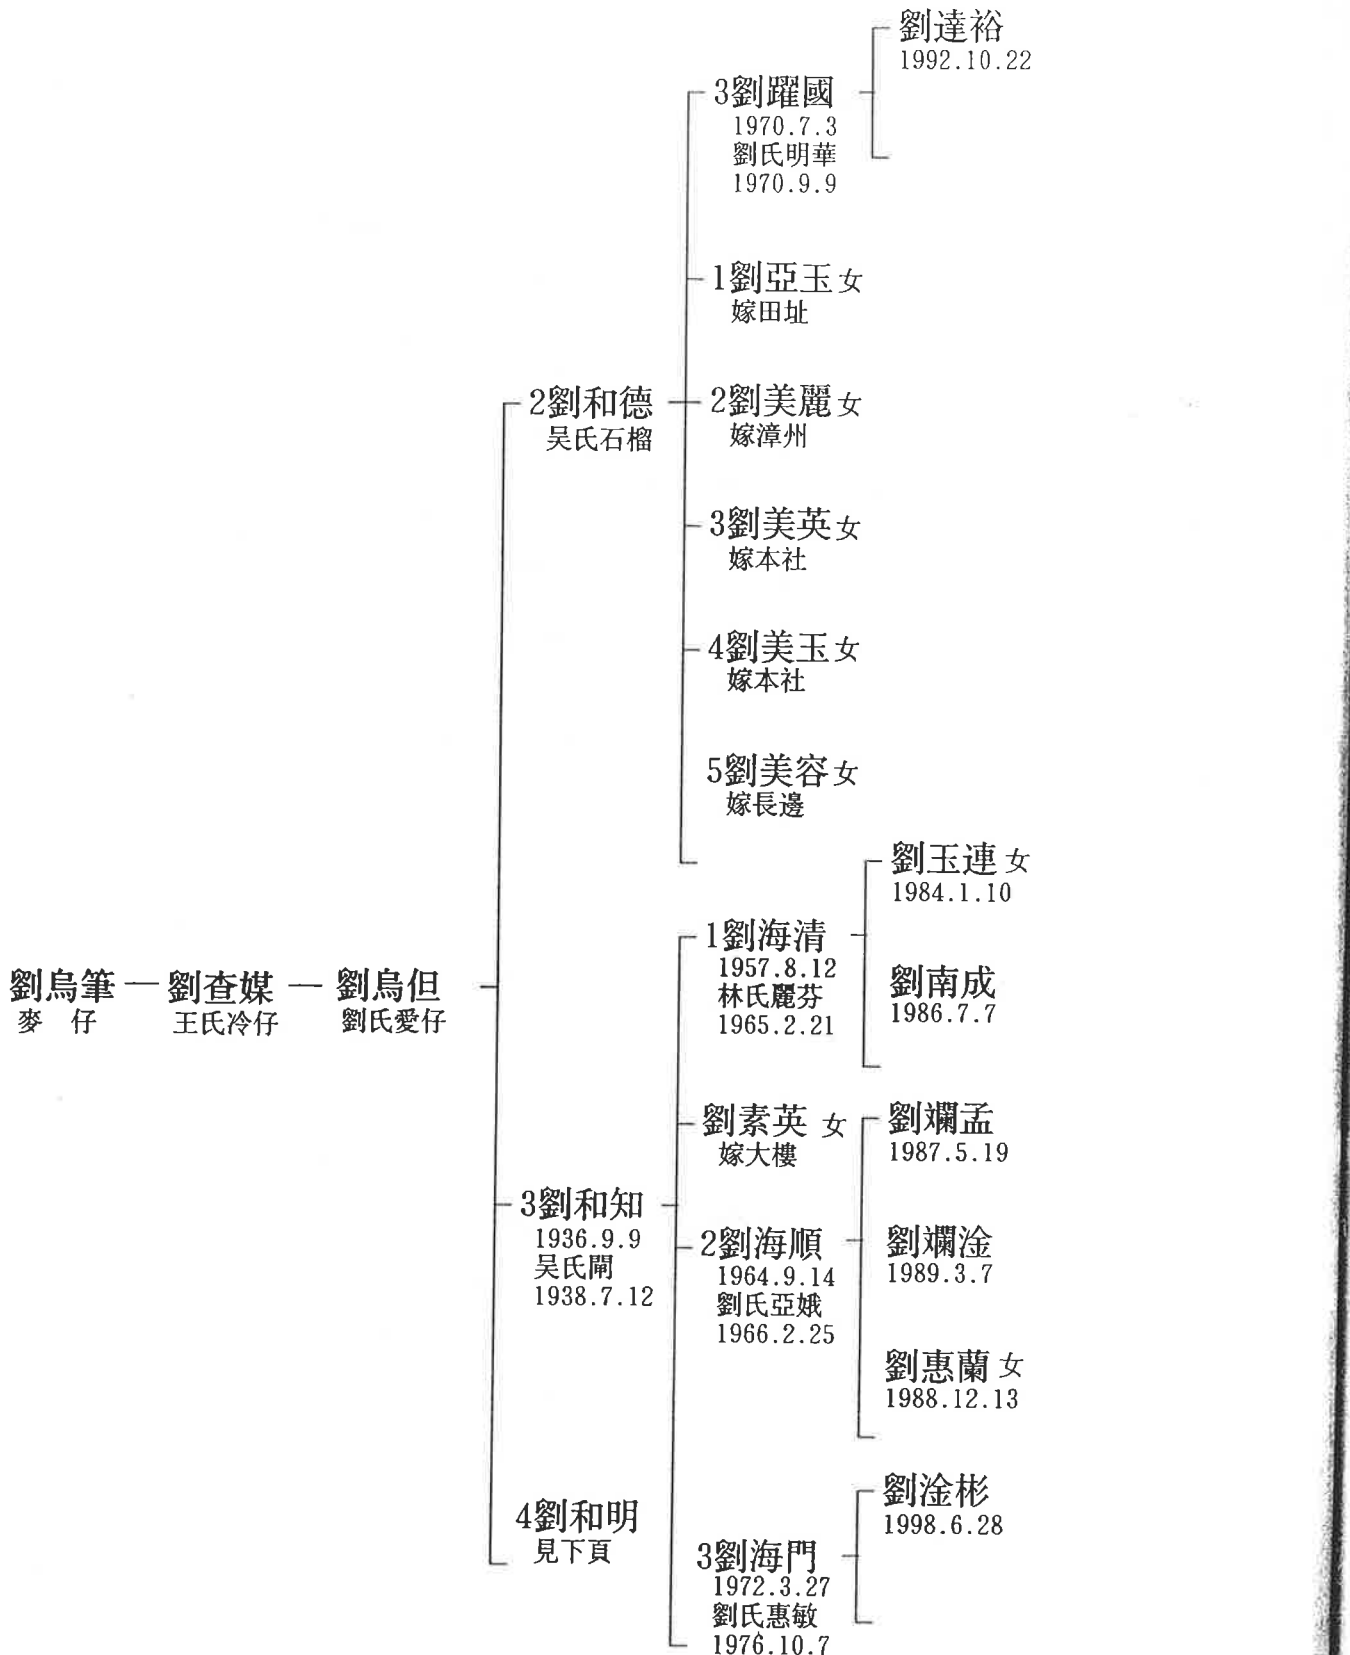 劉烏筆
麥 仔
劉查媒
王氏冷仔
劉烏但
劉氏愛仔
2劉和德
吴氏石榴
3劉躍國
1970.7.3
劉氏明華
1970.9.9
劉達裕
1992.10.22
1劉亞玉 女
嫁田址
2劉美麗 女
嫁漳州
3劉美英 女
嫁本社
4劉美玉 女
嫁本社
5劉美容 女
嫁長邊
3劉和知
1936.9.9
吴氏閘
1938.7.12
1劉海清
1957.8.12
林氏麗芬
1965.2.21
劉玉連 女
1984.1.10
劉南成
1986.7.7
劉素英 女
嫁大樓
2劉海順
1964.9.14
劉氏亞娥
1966.2.25
劉斕孟
1987.5.19
劉斕淦
1989.3.7
劉惠蘭 女
1988.12.13
3劉海門
1972.3.27
劉氏惠敏
1976.10.7
劉淦彬
1998.6.28
4劉和明
見下頁